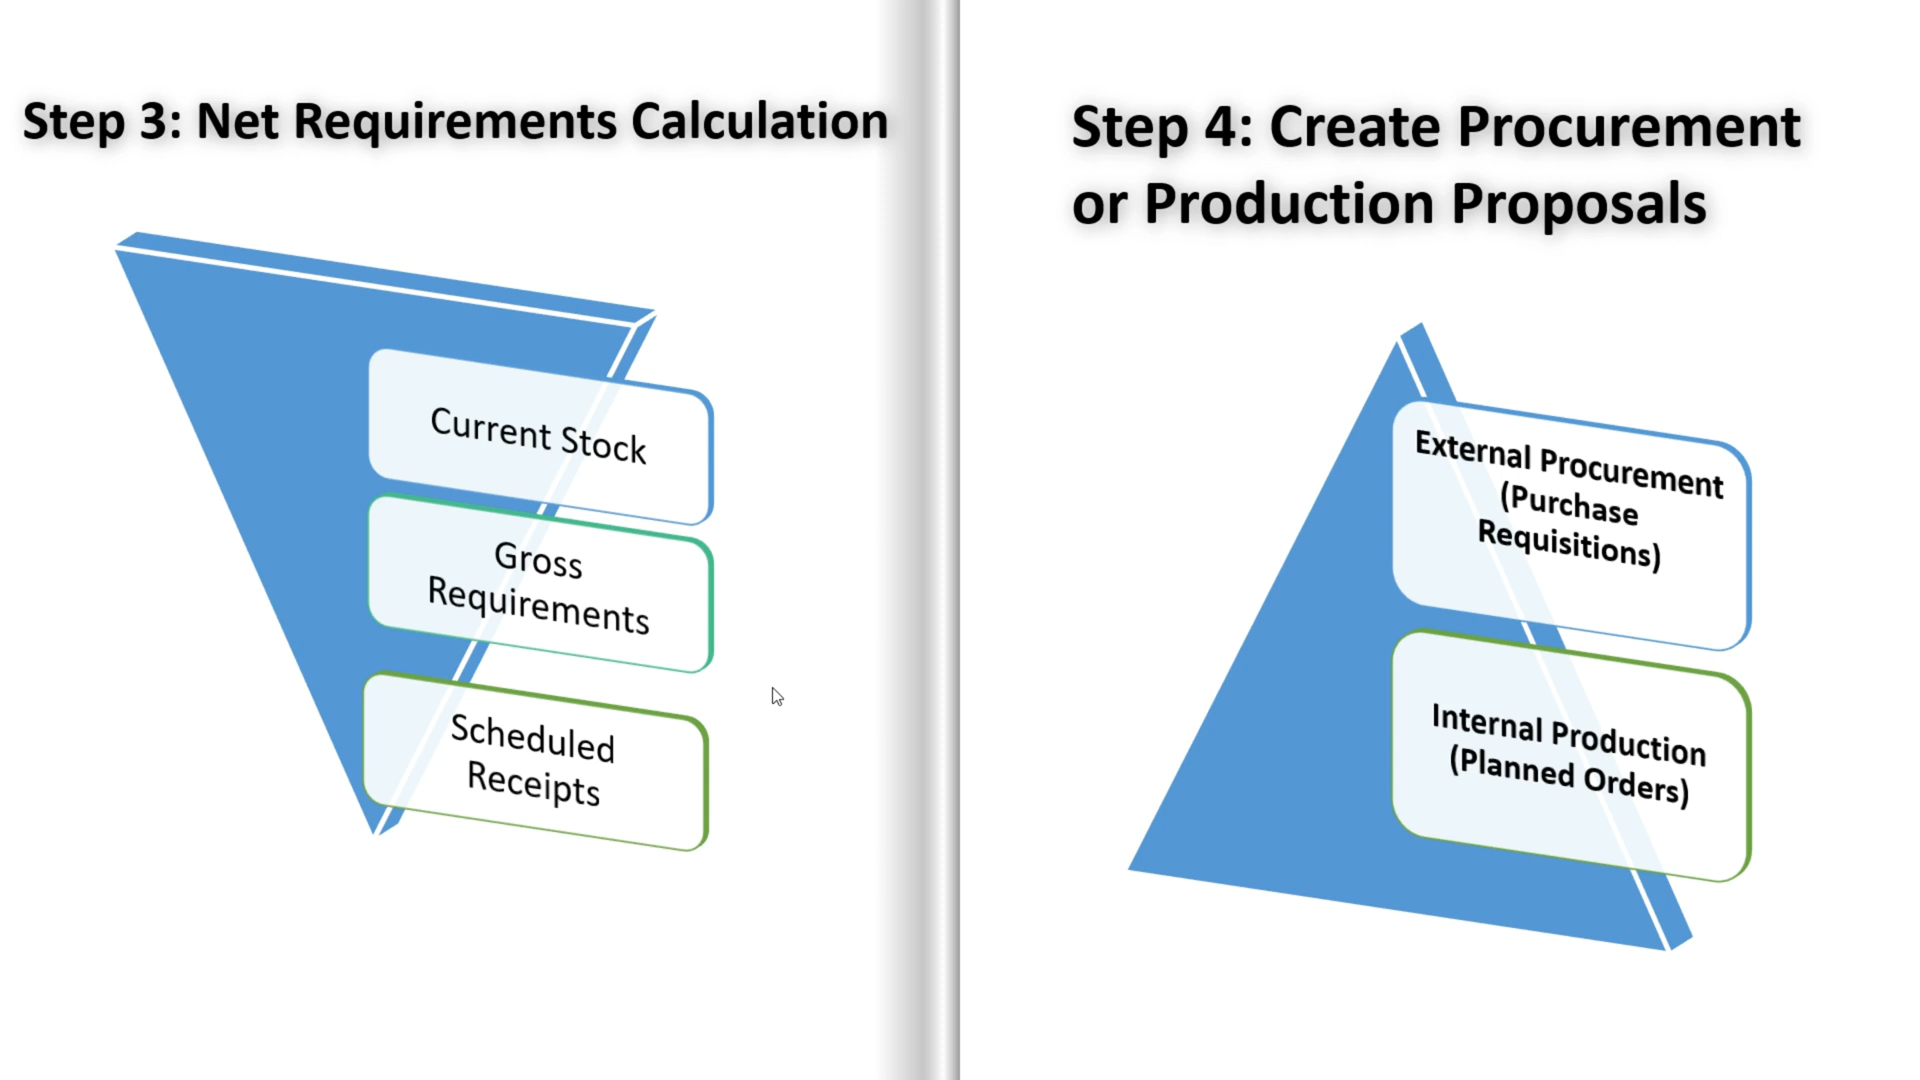 Step 3: Net Requirements Calculation
Current Stock
Gross
Requirements
Scheduled
Receipts
Step 4: Create Procurement
or Production Proposals
External Procurement
(Purchase
Requisitions)
Internal Production
(Planned Orders)